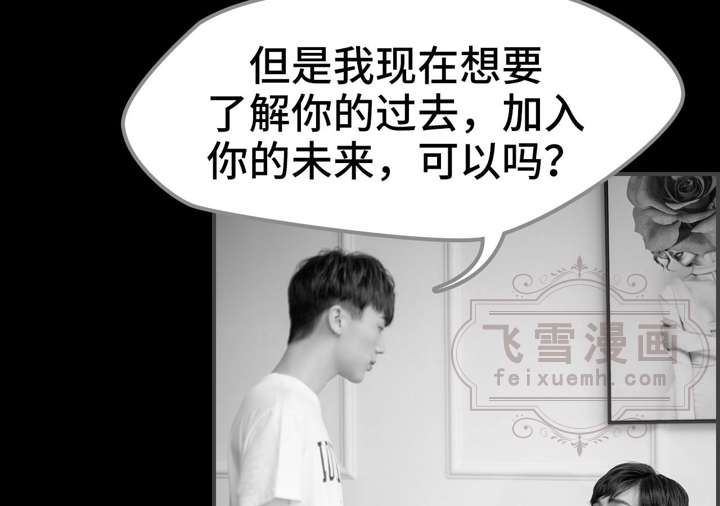 但是我现在想要
了解你的过去，加入
你的未来，可以吗？
飞雪漫画
feixuemh.com